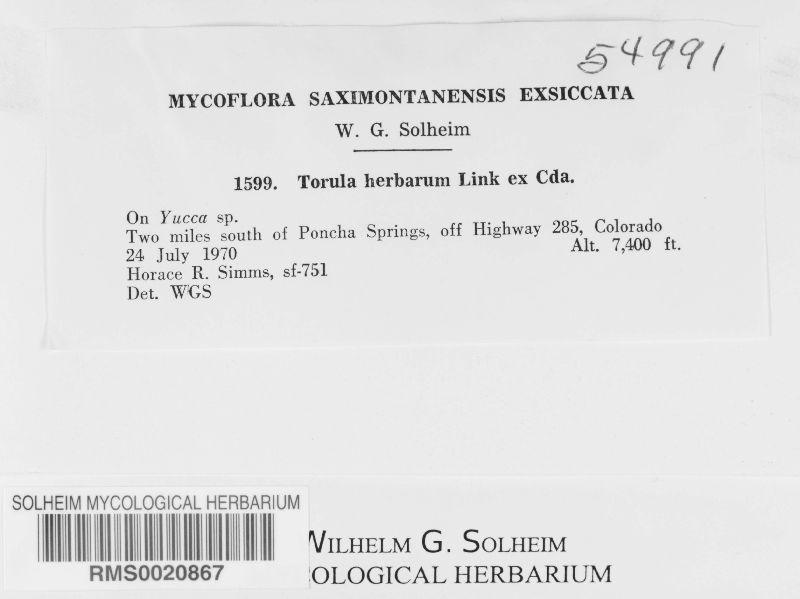 54991
MYCOFLORA SAXIMONTANENSIS EXSICCATA
W. G. Solheim
1599. Torula herbarum Link ex Cda.
On Yucca sp.
Two miles south of Poncha Springs, off Highway 285, Colorado
24 July 1970 Alt. 7,400 ft.
Horace R. Simms, sf-751
Det. WGS
SOLHEIM MYCOLOGICAL HERBARIUM
RMS0020867
WILHELM G. SOLHEIM
OLOGICAL HERBARIUM